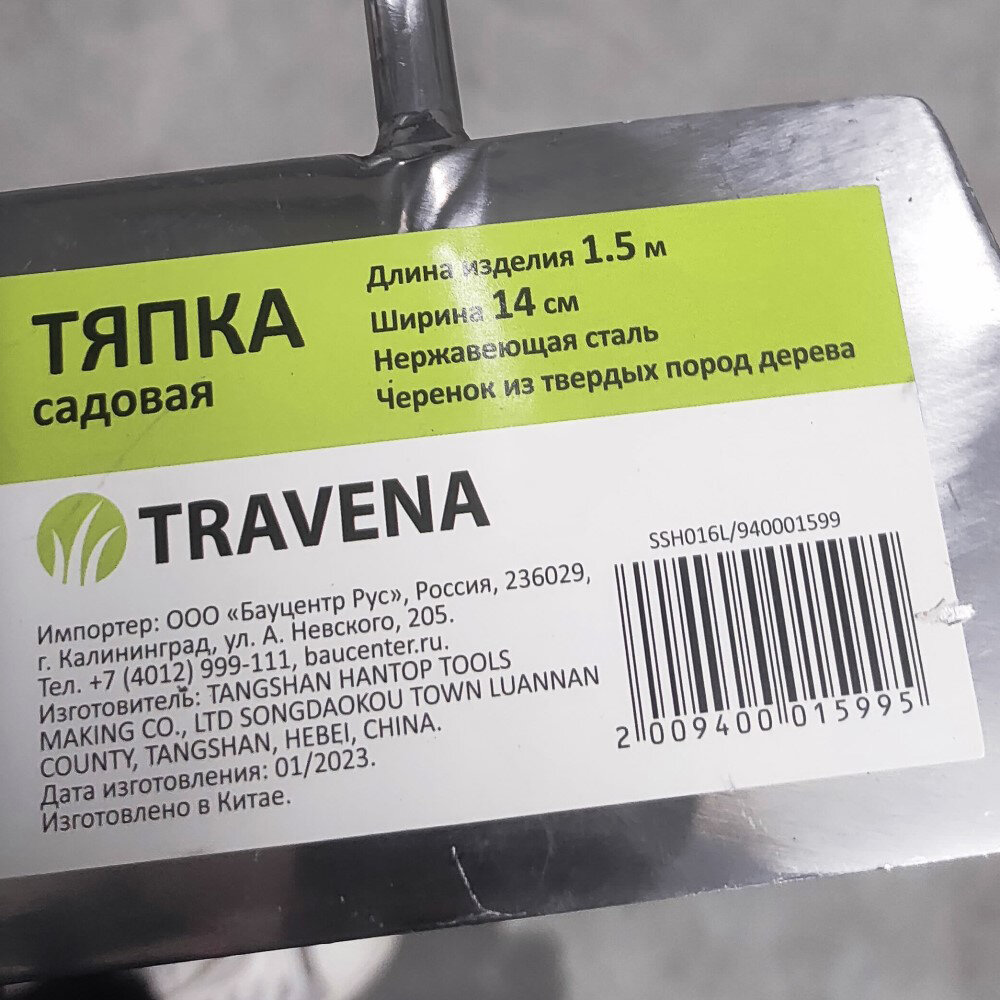 ТЯПКА
садовая
Длина изделия 1.5 м
Ширина 14 см
Нержавеющая сталь
Черенок из твердых пород дерева
TRAVENA
Импортер: ООО «Бауцентр Рус», Россия, 236029,
г. Калининград, ул. А. Невского, 205.
Тел. +7 (4012) 999-111, baucenter.ru.
Изготовитель: TANGSHAN HANTOP TOOLS
MAKING CO., LTD SONGDAOKOU TOWN LUANNAN
COUNTY, TANGSHAN, HEBEI, CHINA.
Дата изготовления: 01/2023.
Изготовлено в Китае.
SSH016L/940001599
2 009400 015995